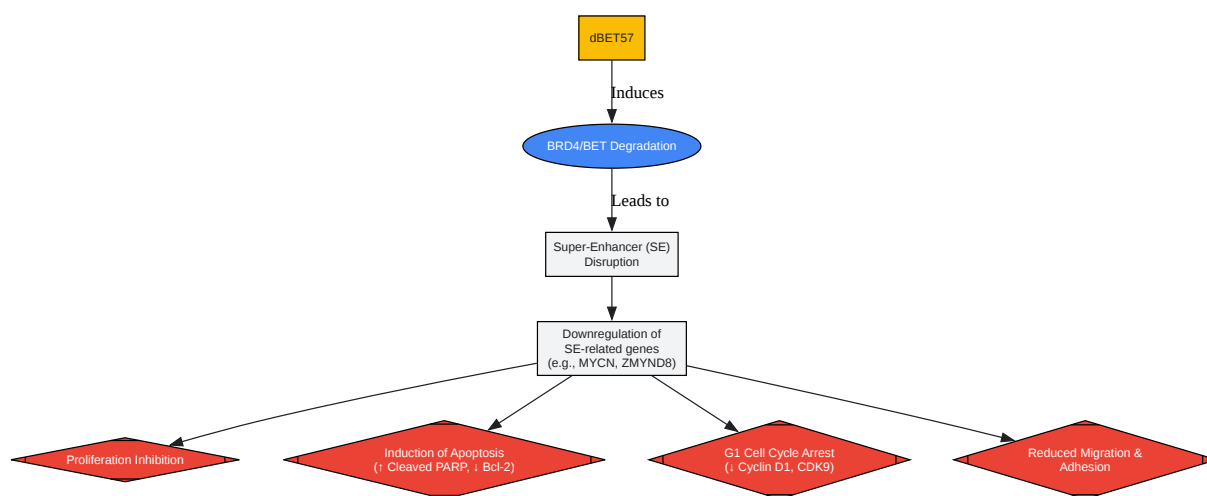 dBET57
Induces
BRD4/BET Degradation
Leads to
Super-Enhancer (SE)
Disruption
Downregulation of
SE-related genes
(e.g., MYCN, ZMYND8)
Proliferation Inhibition
Induction of Apoptosis
(↑ Cleaved PARP, ↓ Bcl-2)
G1 Cell Cycle Arrest
(↓ Cyclin D1, CDK9)
Reduced Migration &
Adhesion